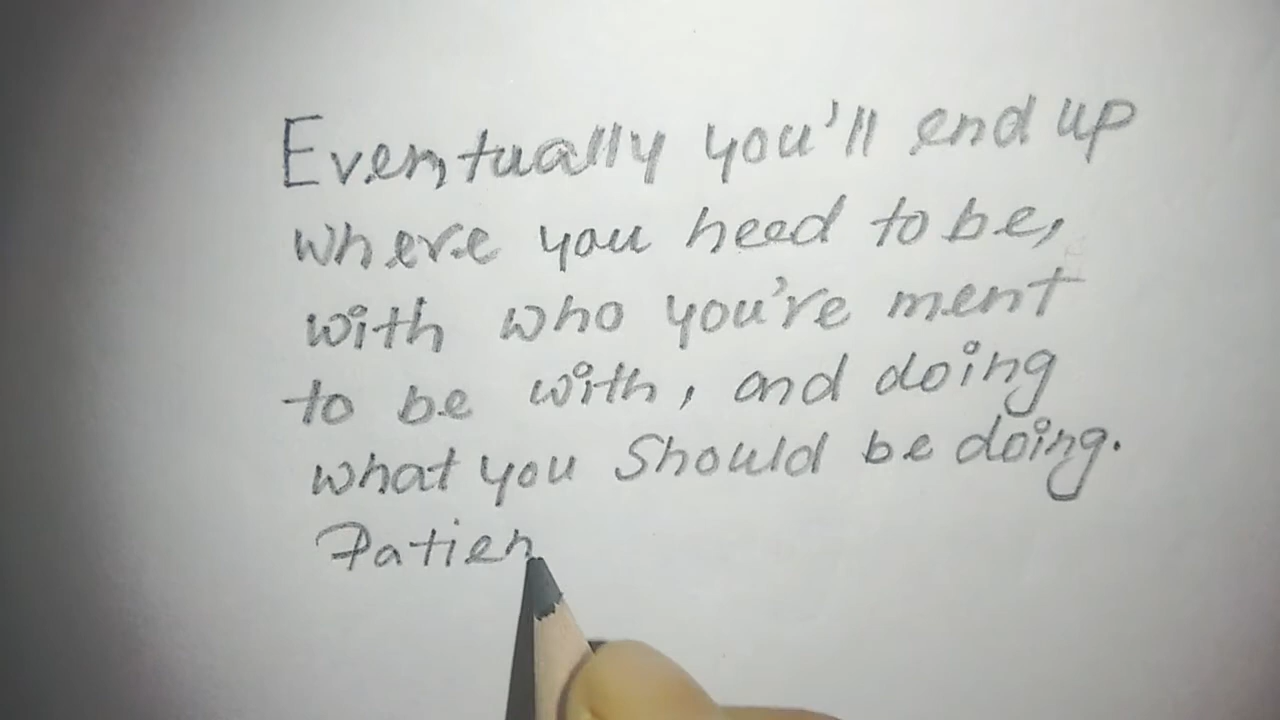 Eventually you'll end up
where you need to be,
with who you're ment
to be with, and doing
what you Should be doing.
Patien